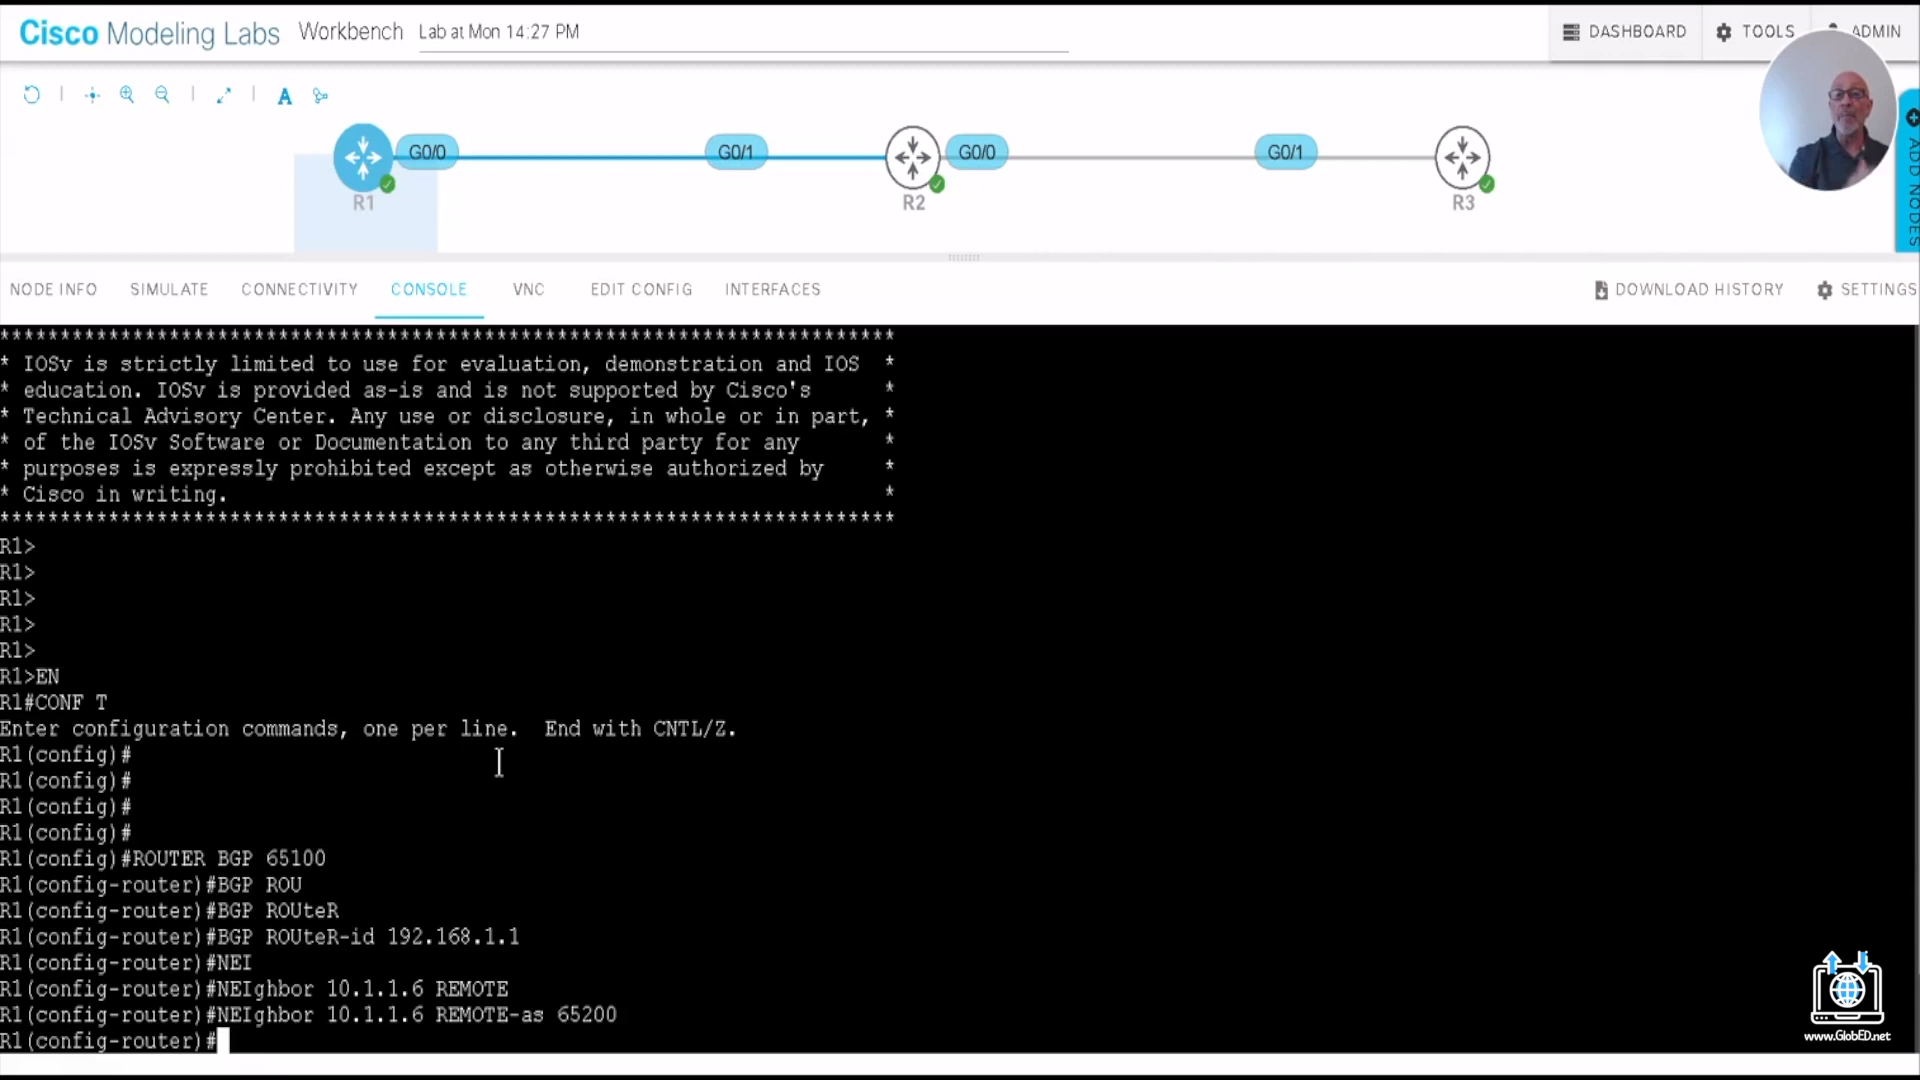 Cisco Modeling Labs Workbench Lab at Mon 14:27 PM DASHBOARD TOOLS ADMIN
A
G0/0 G0/1 G0/0 G0/1
R1 R2 R3
ADD NODES
NODE INFO SIMULATE CONNECTIVITY CONSOLE VNC EDIT CONFIG INTERFACES DOWNLOAD HISTORY SETTINGS
**************************************************************************
* IOSv is strictly limited to use for evaluation, demonstration and IOS *
* education. IOSv is provided as-is and is not supported by Cisco's *
* Technical Advisory Center. Any use or disclosure, in whole or in part, *
* of the IOSv Software or Documentation to any third party for any *
* purposes is expressly prohibited except as otherwise authorized by *
* Cisco in writing. *
**************************************************************************
R1>
R1>
R1>
R1>
R1>
R1>EN
R1#CONF T
Enter configuration commands, one per line. End with CNTL/Z.
R1(config)#
R1(config)#
R1(config)#
R1(config)#
R1(config)#ROUTER BGP 65100
R1(config-router)#BGP ROU
R1(config-router)#BGP ROUteR
R1(config-router)#BGP ROUteR-id 192.168.1.1
R1(config-router)#NEI
R1(config-router)#NEIghbor 10.1.1.6 REMOTE
R1(config-router)#NEIghbor 10.1.1.6 REMOTE-as 65200
R1(config-router)#
www.GlobED.net